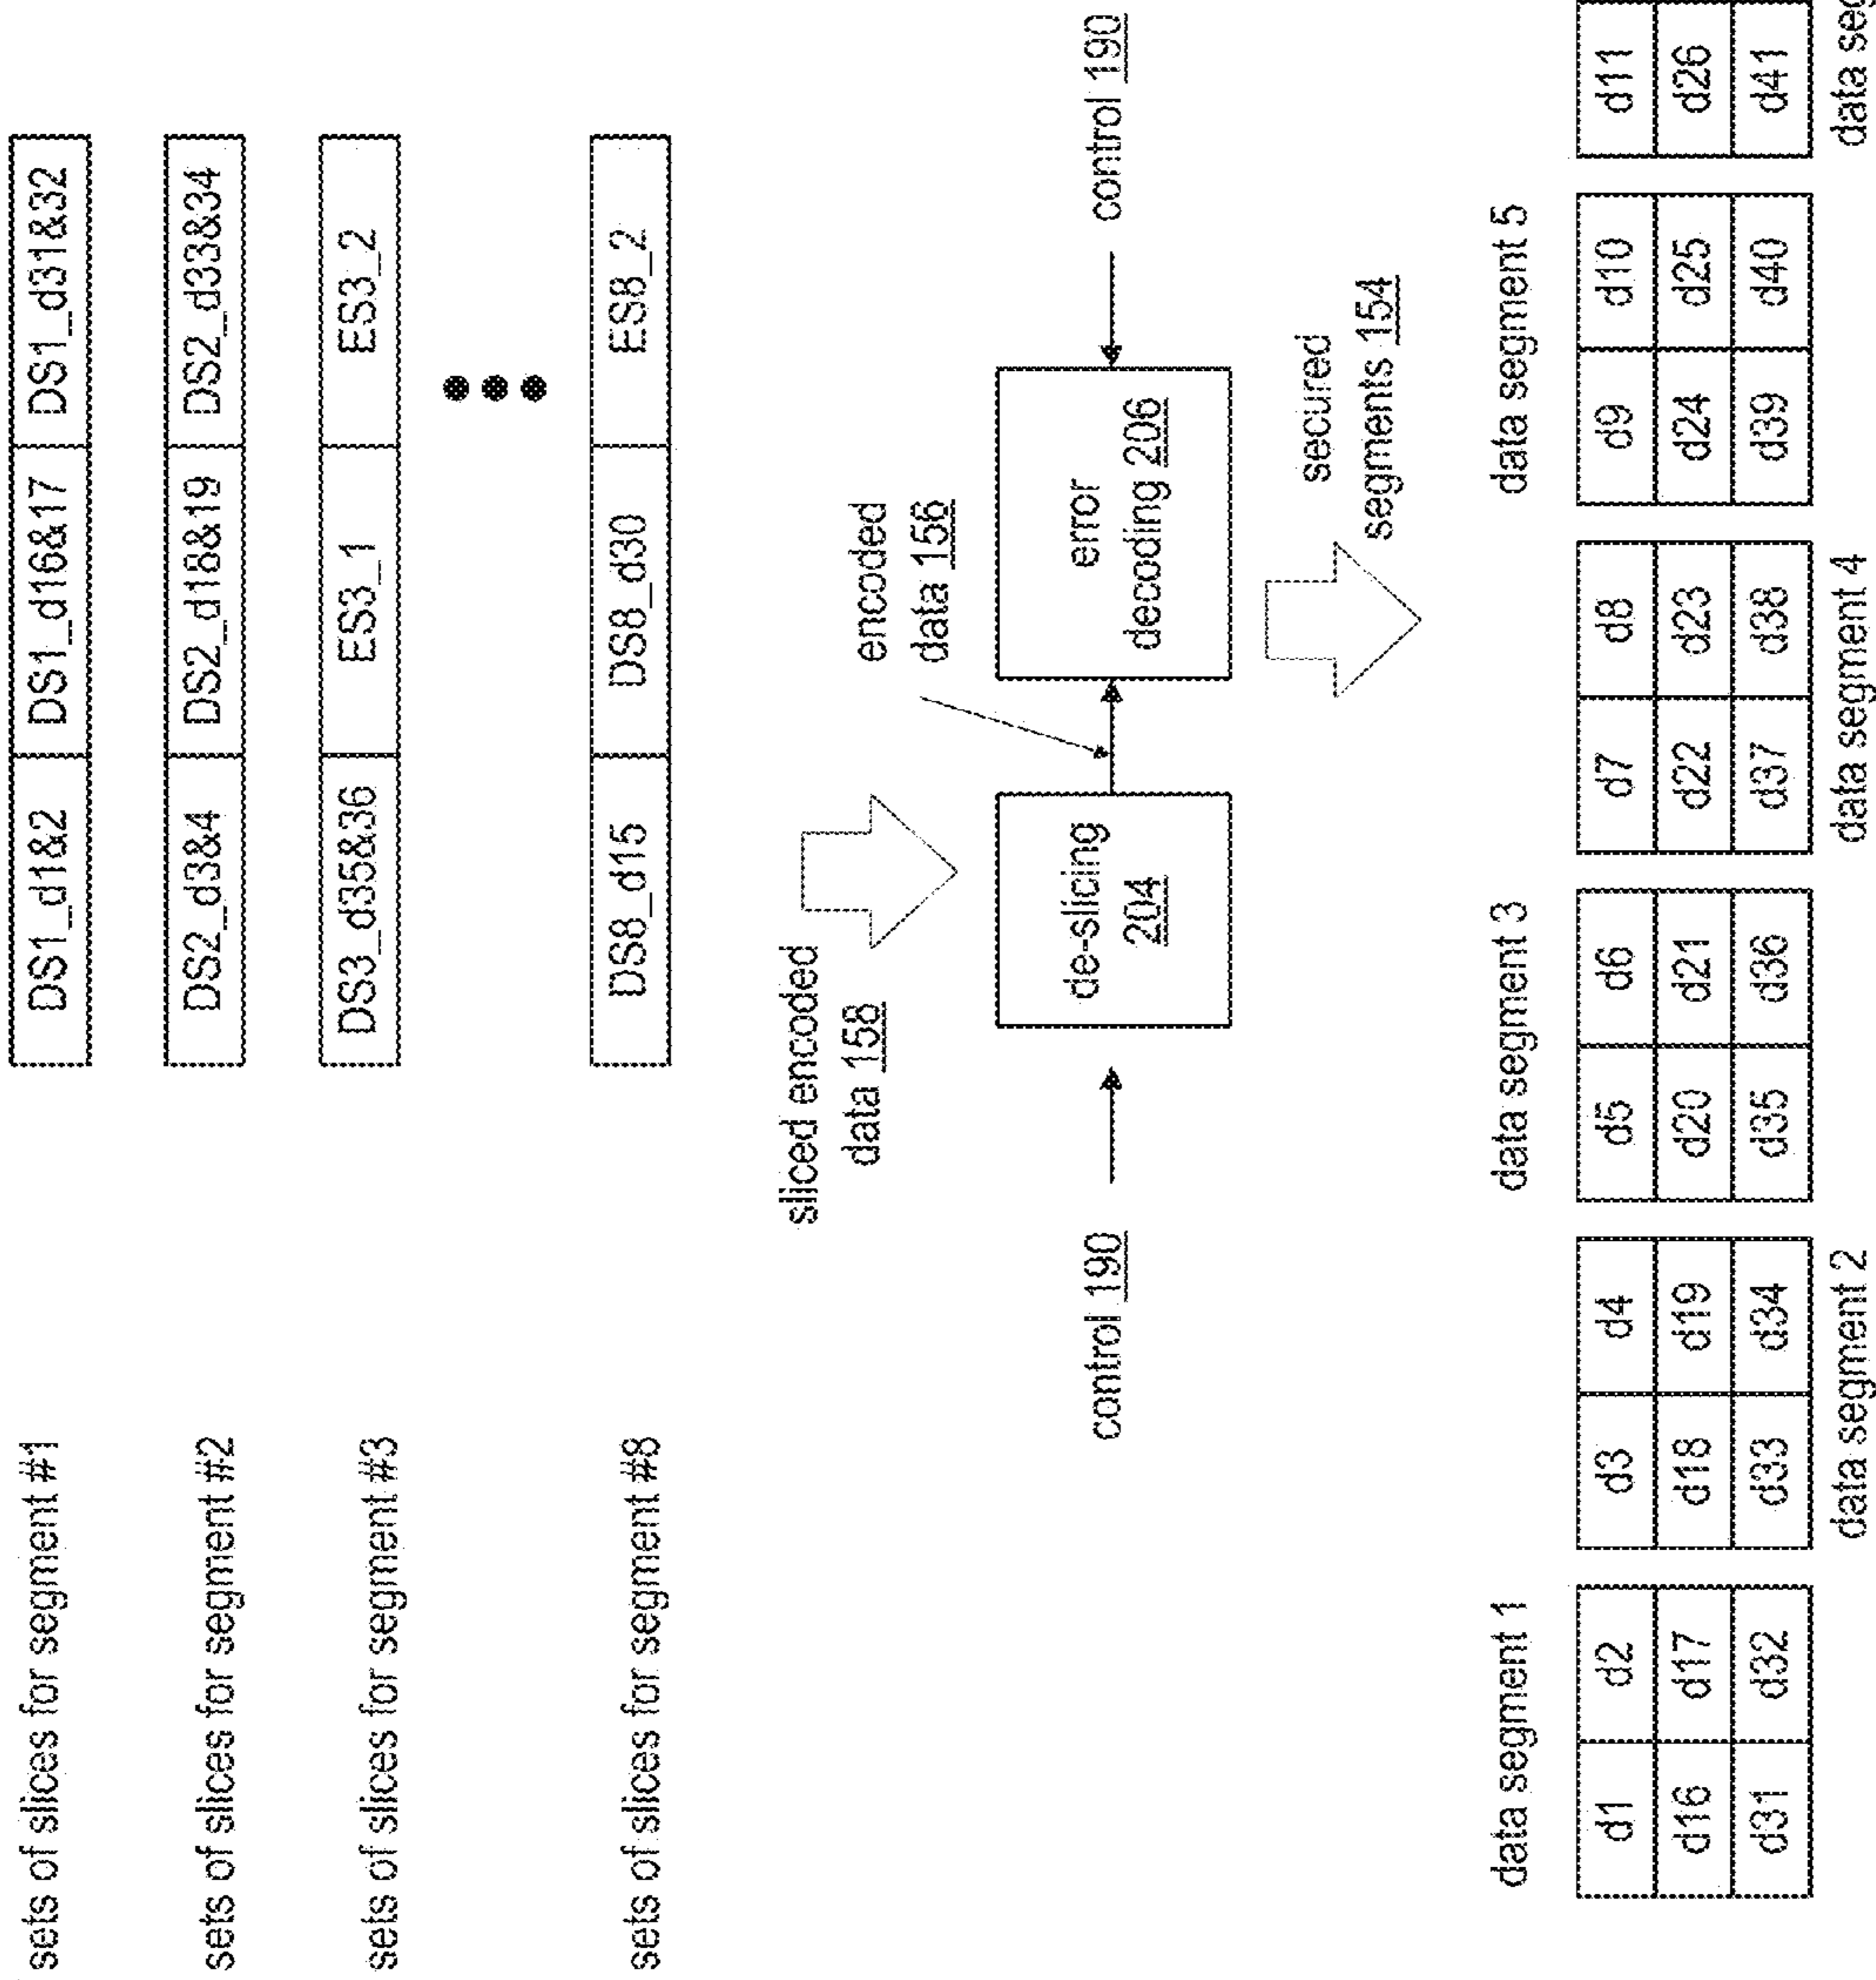 sets of slices for segment #1
DS1_d1&2 DS1_d16&17 DS1_d31&32
sets of slices for segment #2
DS2_d3&4 DS2_d18&19 DS2_d33&34
sets of slices for segment #3
DS3_d35&36 ES3_1 ES3_2
sets of slices for segment #8
DS8_d15 DS8_d30 ES8_2
sliced encoded
data 158
encoded
data 156
control 190
de-slicing
204
error
decoding 206
control 190
secured
segments 154
data segment 1
data segment 3
data segment 5
d1 d2 d3 d4 d5 d6 d7 d8 d9 d10 d11
d16 d17 d18 d19 d20 d21 d22 d23 d24 d25 d26
d31 d32 d33 d34 d35 d36 d37 d38 d39 d40 d41
data segment 2
data segment 4
data seg